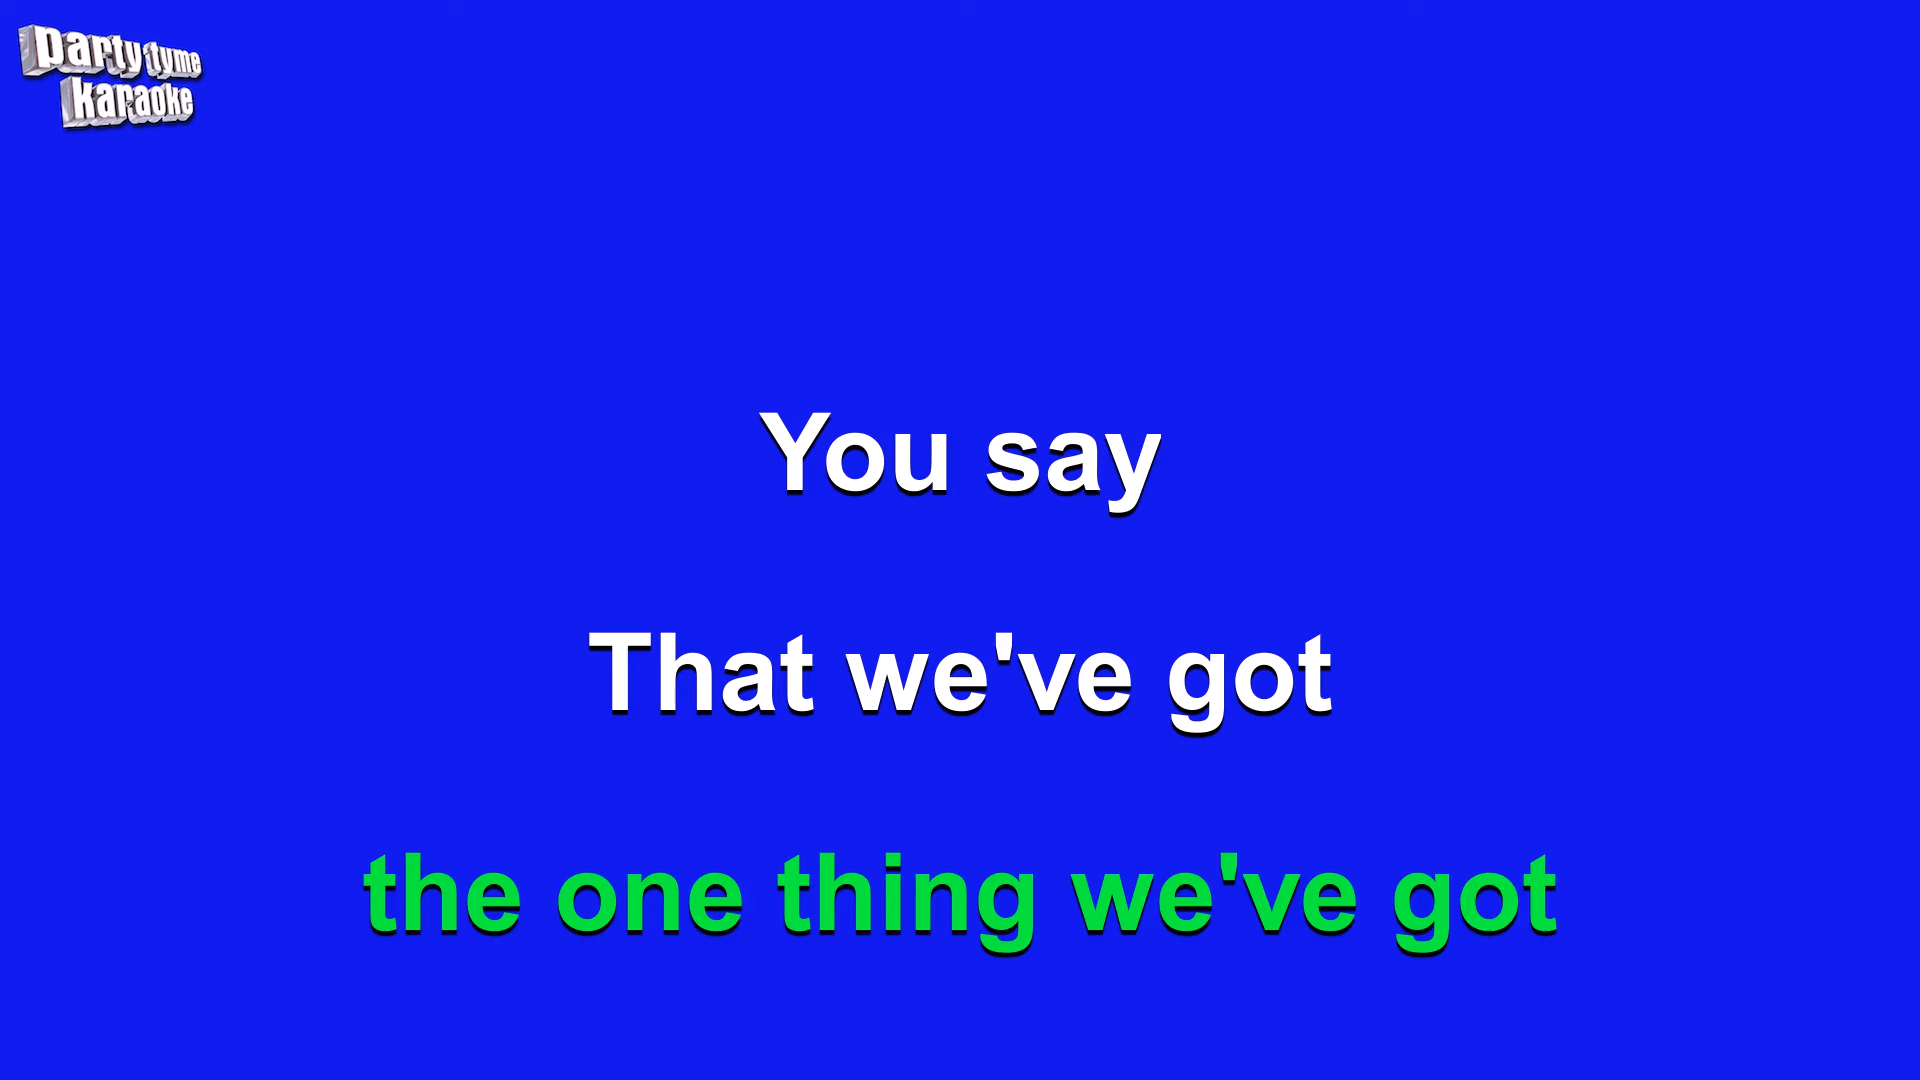 party tyme
karaoke
You say
That we've got
the one thing we've got